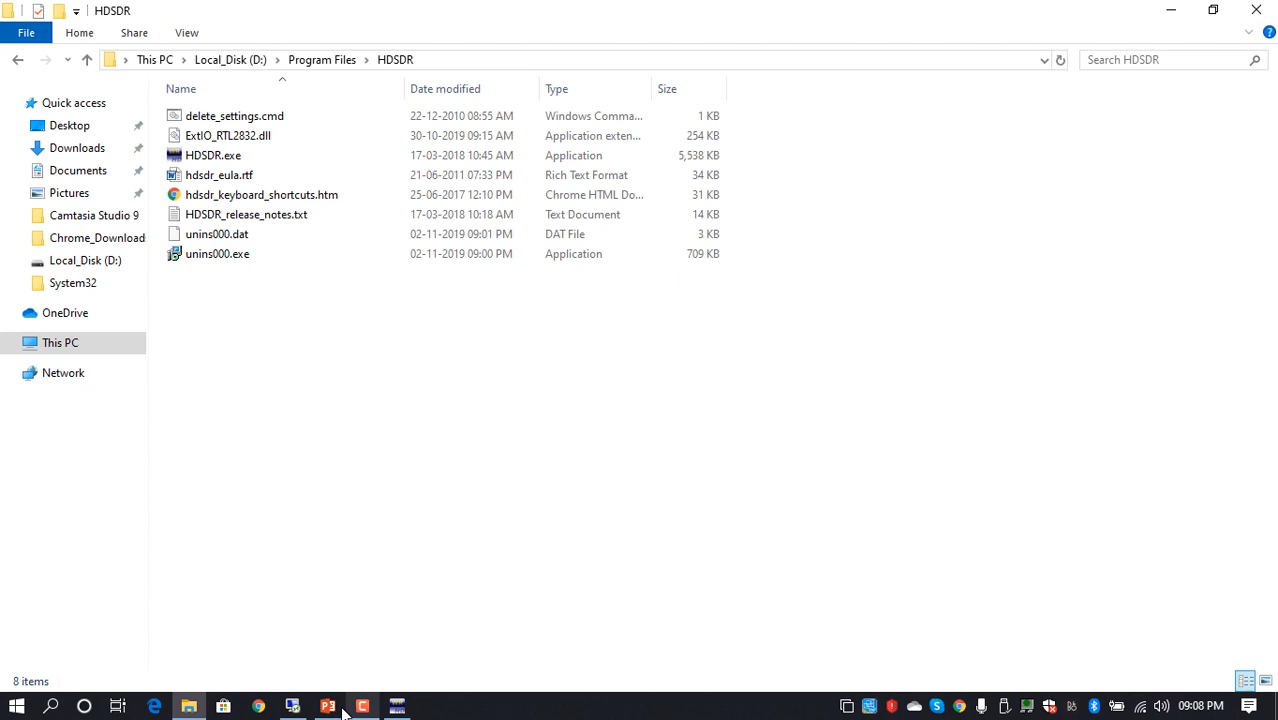 HDSDR
File Home Share View
This PC Local_Disk (D:) Program Files HDSDR Search HDSDR
Name Date modified Type Size
Quick access
Desktop
Downloads
Documents
Pictures
Camtasia Studio 9
Chrome_Download
Local_Disk (D:)
System32
OneDrive
This PC
Network
delete_settings.cmd 22-12-2010 08:55 AM Windows Comma... 1 KB
ExtIO_RTL2832.dll 30-10-2019 09:15 AM Application exten... 254 KB
HDSDR.exe 17-03-2018 10:45 AM Application 5,538 KB
hdsdr_eula.rtf 21-06-2011 07:33 PM Rich Text Format 34 KB
hdsdr_keyboard_shortcuts.htm 25-06-2017 12:10 PM Chrome HTML Do... 31 KB
HDSDR_release_notes.txt 17-03-2018 10:18 AM Text Document 14 KB
unins000.dat 02-11-2019 09:01 PM DAT File 3 KB
unins000.exe 02-11-2019 09:00 PM Application 709 KB
8 items
09:08 PM